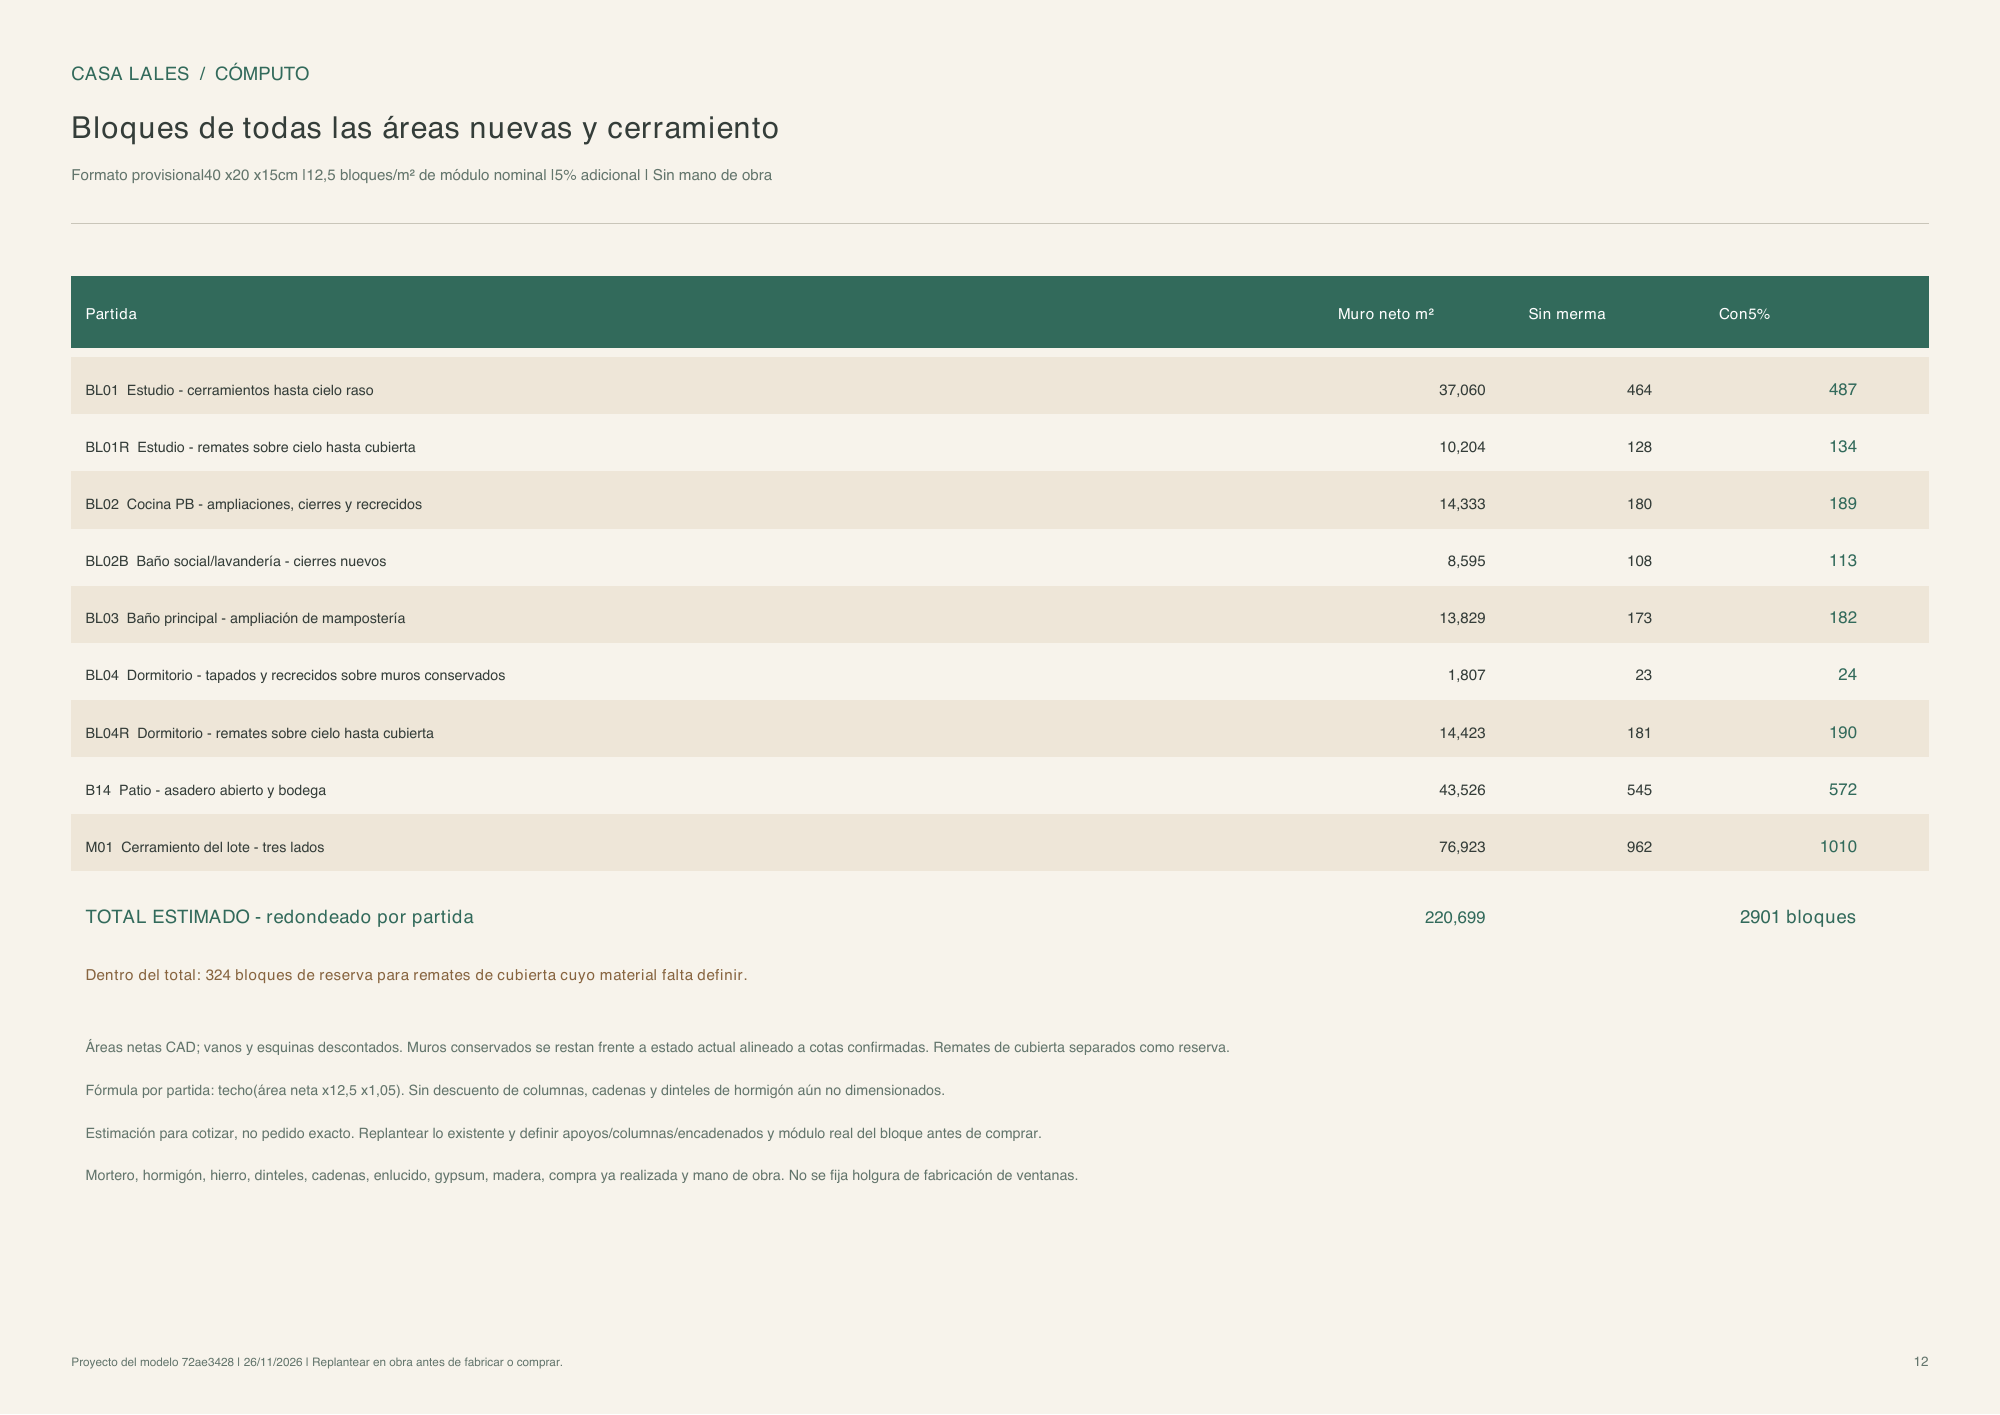 CASA LALES / CÓMPUTO
Bloques de todas las áreas nuevas y cerramiento
Formato provisional40 x20 x15cm |12,5 bloques/m² de módulo nominal |5% adicional | Sin mano de obra
Partida Muro neto m² Sin merma Con5%
BL01 Estudio - cerramientos hasta cielo raso 37,060 464 487
BL01R Estudio - remates sobre cielo hasta cubierta 10,204 128 134
BL02 Cocina PB - ampliaciones, cierres y recrecidos 14,333 180 189
BL02B Baño social/lavandería - cierres nuevos 8,595 108 113
BL03 Baño principal - ampliación de mampostería 13,829 173 182
BL04 Dormitorio - tapados y recrecidos sobre muros conservados 1,807 23 24
BL04R Dormitorio - remates sobre cielo hasta cubierta 14,423 181 190
B14 Patio - asadero abierto y bodega 43,526 545 572
M01 Cerramiento del lote - tres lados 76,923 962 1010
TOTAL ESTIMADO - redondeado por partida 220,699 2901 bloques
Dentro del total: 324 bloques de reserva para remates de cubierta cuyo material falta definir.
Áreas netas CAD; vanos y esquinas descontados. Muros conservados se restan frente a estado actual alineado a cotas confirmadas. Remates de cubierta separados como reserva.
Fórmula por partida: techo(área neta x12,5 x1,05). Sin descuento de columnas, cadenas y dinteles de hormigón aún no dimensionados.
Estimación para cotizar, no pedido exacto. Replantear lo existente y definir apoyos/columnas/encadenados y módulo real del bloque antes de comprar.
Mortero, hormigón, hierro, dinteles, cadenas, enlucido, gypsum, madera, compra ya realizada y mano de obra. No se fija holgura de fabricación de ventanas.
Proyecto del modelo 72ae3428 | 26/11/2026 | Replantear en obra antes de fabricar o comprar. 12